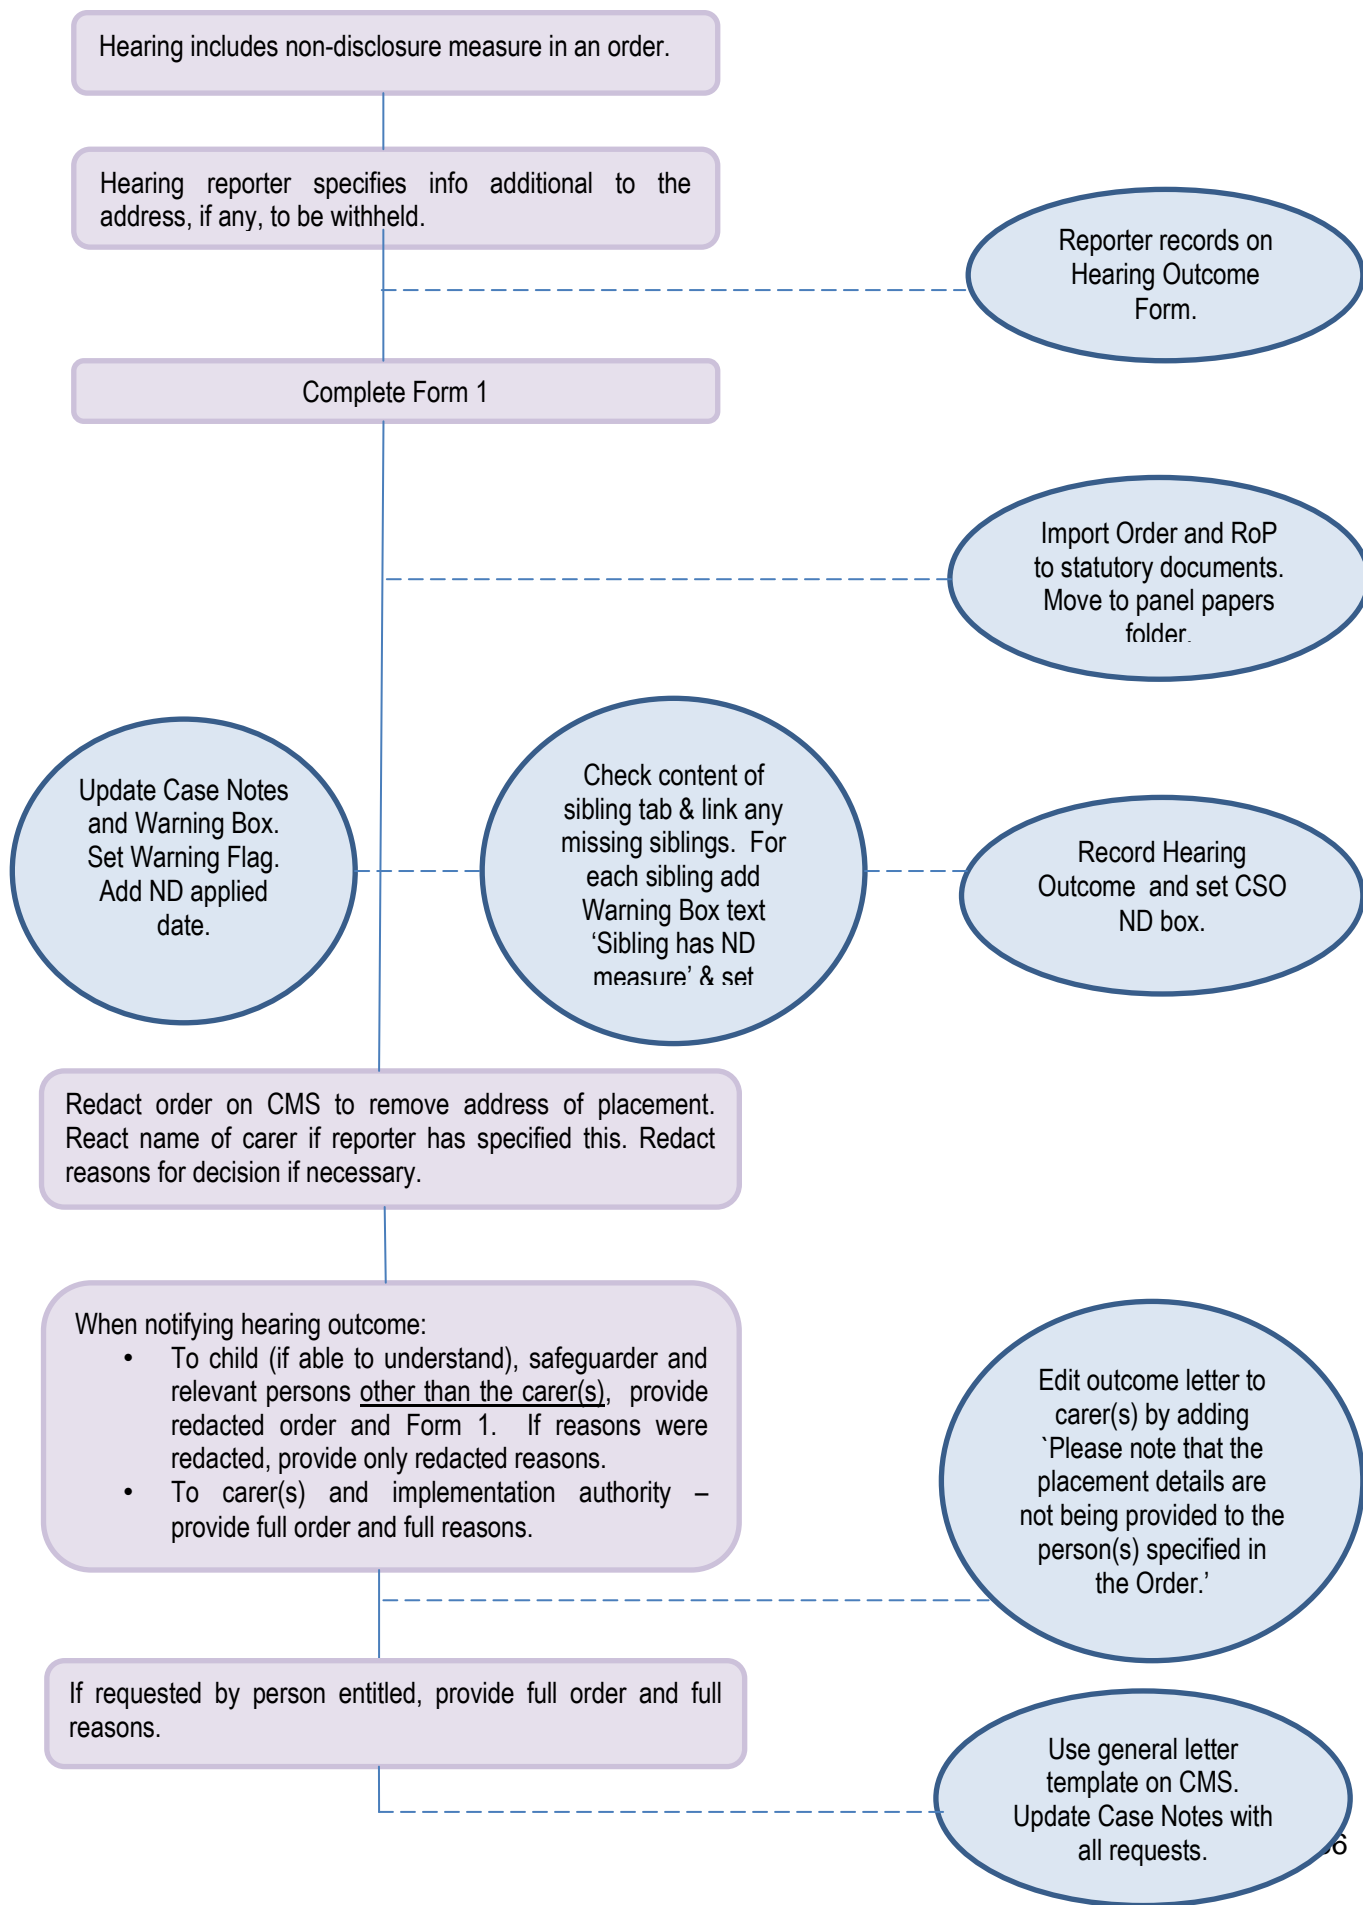 Hearing includes non-disclosure measure in an order.
Hearing reporter specifies info additional to the
address, if any, to be withheld.
Reporter records on
Hearing Outcome
Form.
Complete Form 1
Import Order and RoP
to statutory documents.
Move to panel papers
folder.
Update Case Notes
and Warning Box.
Set Warning Flag.
Add ND applied
date.
Check content of
sibling tab & link any
missing siblings. For
each sibling add
Warning Box text
‘Sibling has ND
measure’ & set
Record Hearing
Outcome and set CSO
ND box.
Redact order on CMS to remove address of placement.
React name of carer if reporter has specified this. Redact
reasons for decision if necessary.
When notifying hearing outcome:
• To child (if able to understand), safeguarder and
relevant persons other than the carer(s), provide
redacted order and Form 1. If reasons were
redacted, provide only redacted reasons.
• To carer(s) and implementation authority –
provide full order and full reasons.
Edit outcome letter to
carer(s) by adding
`Please note that the
placement details are
not being provided to the
person(s) specified in
the Order.’
If requested by person entitled, provide full order and full
reasons.
Use general letter
template on CMS.
Update Case Notes with
all requests.